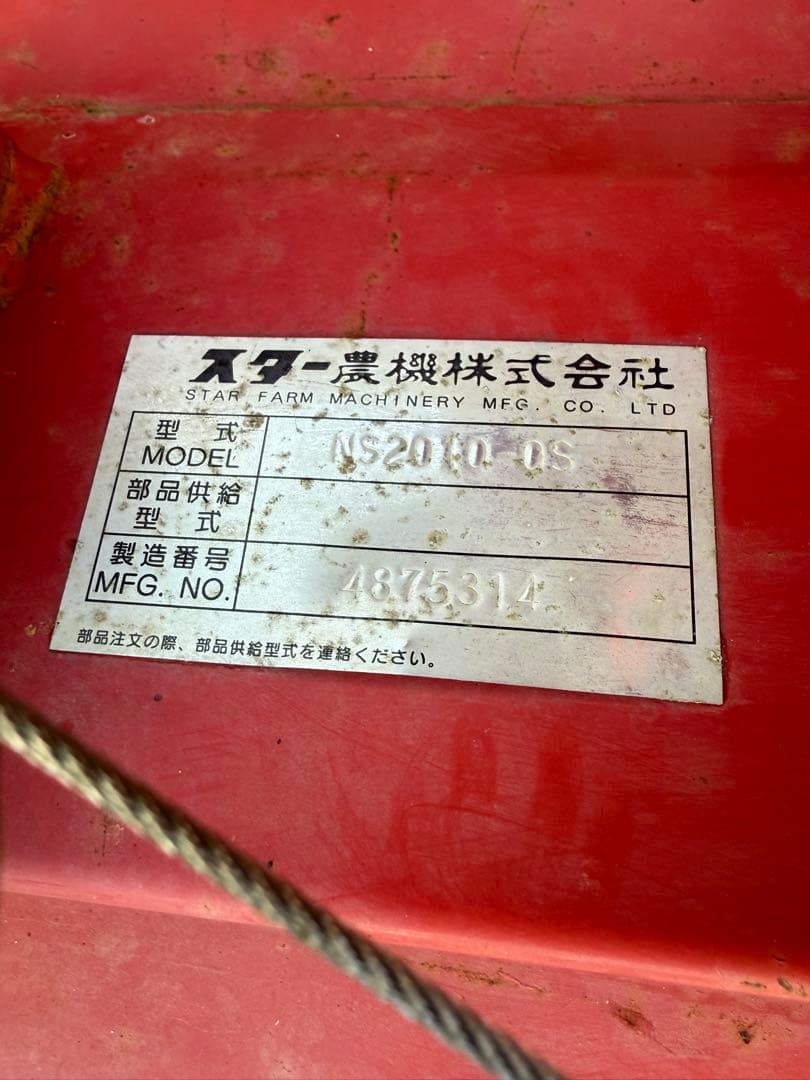 スター農機株式会社
STAR FARM MACHINERY MFG. CO. LTD
型式
MODEL
部品供給
型式
製造番号
MFG. NO.
4875314
部品注文の際、部品供給型式を連絡ください。